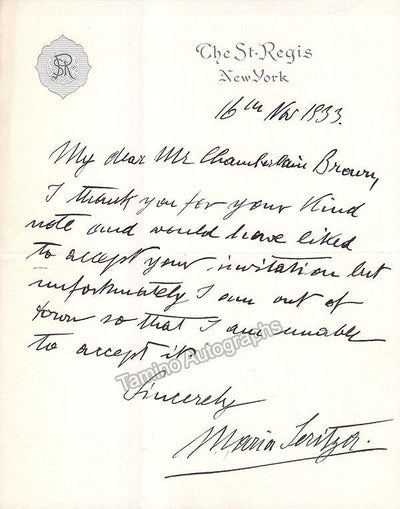 SR
The St. Regis
New York
16th Nov 1933.
My dear Mr Chamberlain Brown,
I thank you for your kind
note and would have liked
to accept your invitation but
unfortunately I am out of
town so that I am unable
to accept it.
Tamino Autographs
Sincerely
Maria Jeritza.